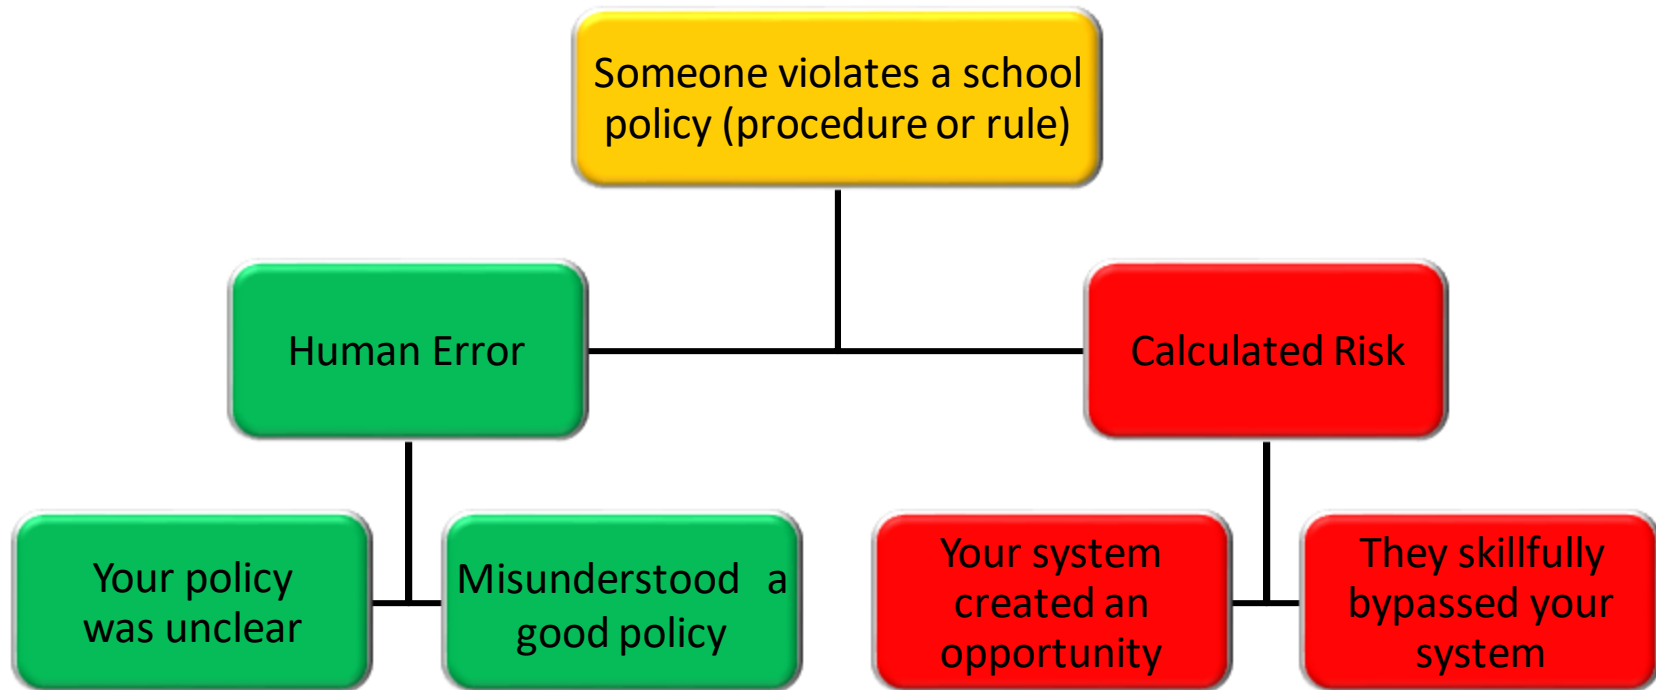 Someone violates a school
policy (procedure or rule)
Human Error
Calculated Risk
Your policy
was unclear
Misunderstood a
good policy
Your system
created an
opportunity
They skillfully
bypassed your
system